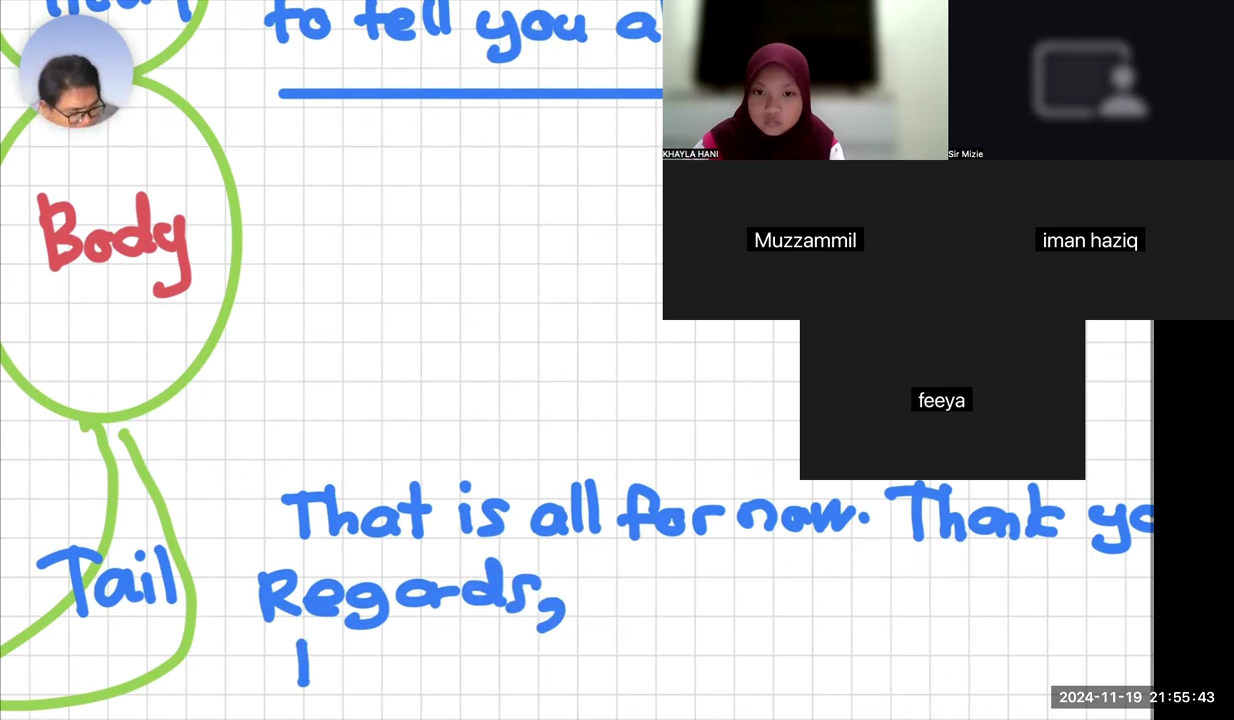 to tell you a
Body
KHAYLA HANI
Sir Mizie
Muzzammil
iman haziq
feeya
That is all for now. Thank yo
Tail
Regards,
2024-11-19 21:55:43